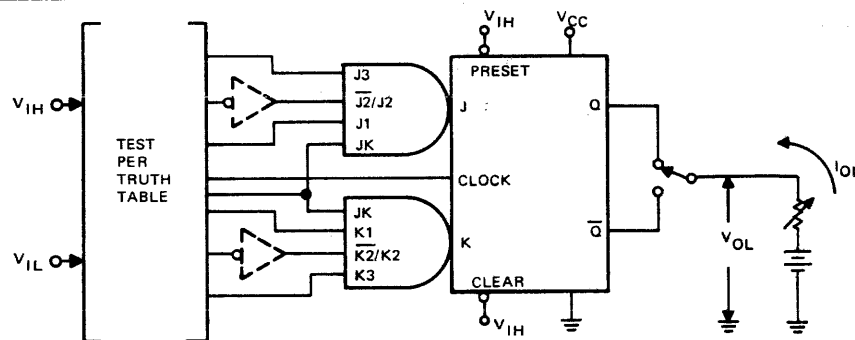 V_IH
V_CC
PRESET
J3
J2̅/J2
J1
JK
J
Q
V_IH
TEST
PER
TRUTH
TABLE
CLOCK
I_OL
V_OL
JK
K1
K2̅/K2
K3
K
Q̅
V_IL
CLEAR
V_IH